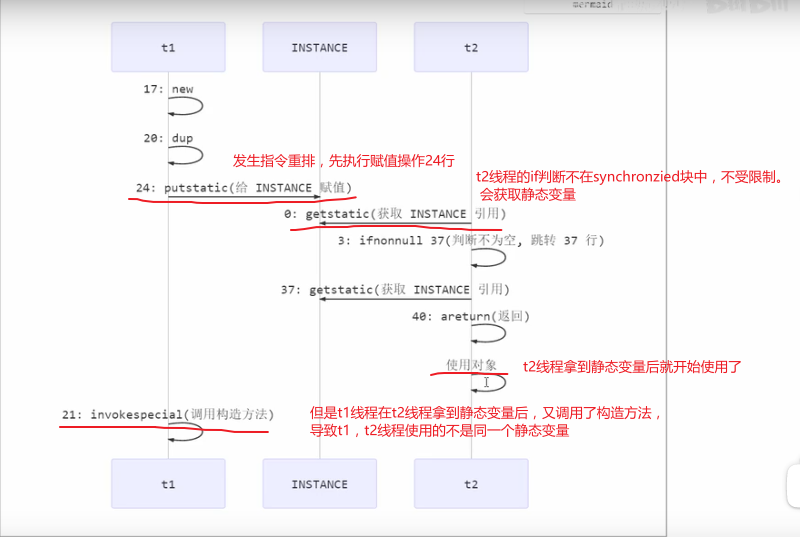 mermaid
t1
INSTANCE
t2
17: new
20: dup
发生指令重排，先执行赋值操作24行
24: putstatic(给 INSTANCE 赋值)
t2线程的if判断不在synchronzied块中，不受限制。
会获取静态变量
0: getstatic(获取 INSTANCE 引用)
3: ifnonnull 37(判断不为空, 跳转 37 行)
37: getstatic(获取 INSTANCE 引用)
40: areturn(返回)
使用对象
t2线程拿到静态变量后就开始使用了
21: invokespecial(调用构造方法)
但是t1线程在t2线程拿到静态变量后，又调用了构造方法，
导致t1，t2线程使用的不是同一个静态变量
t1
INSTANCE
t2